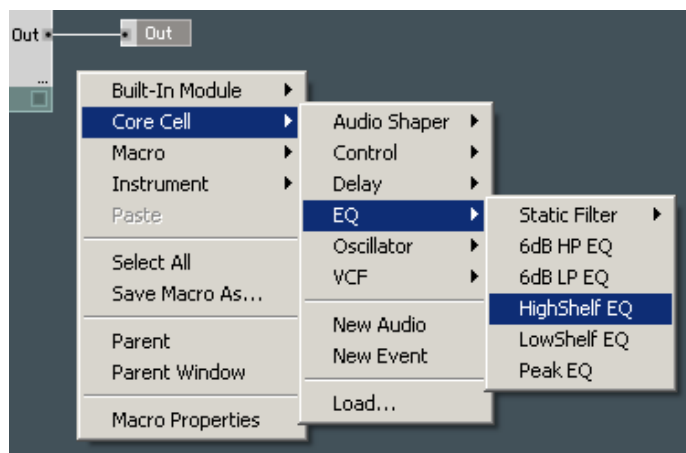 Out
Out
...
Built-In Module
Core Cell
Macro
Instrument
Paste
Select All
Save Macro As...
Parent
Parent Window
Macro Properties
Audio Shaper
Control
Delay
EQ
Oscillator
VCF
New Audio
New Event
Load...
Static Filter
6dB HP EQ
6dB LP EQ
HighShelf EQ
LowShelf EQ
Peak EQ